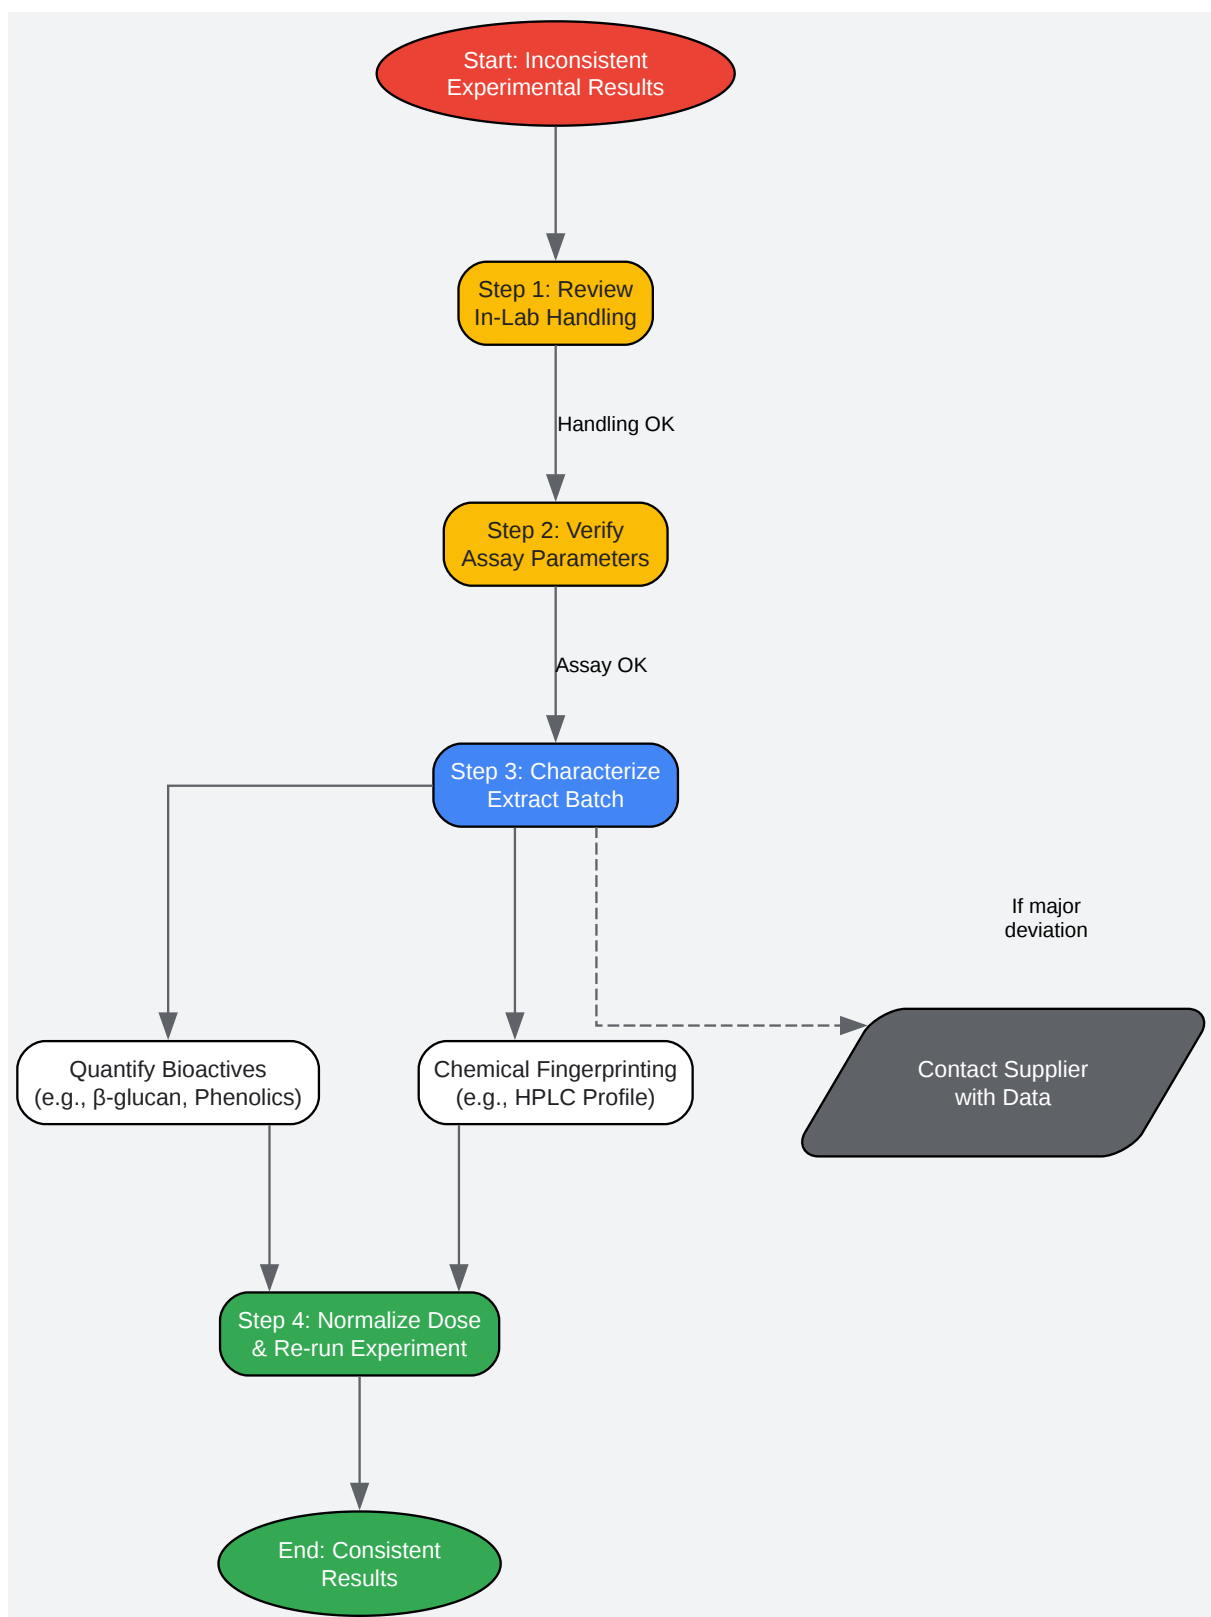 Start: Inconsistent
Experimental Results
Step 1: Review
In-Lab Handling
Handling OK
Step 2: Verify
Assay Parameters
Assay OK
Step 3: Characterize
Extract Batch
If major
deviation
Quantify Bioactives
(e.g., β-glucan, Phenolics)
Chemical Fingerprinting
(e.g., HPLC Profile)
Contact Supplier
with Data
Step 4: Normalize Dose
& Re-run Experiment
End: Consistent
Results